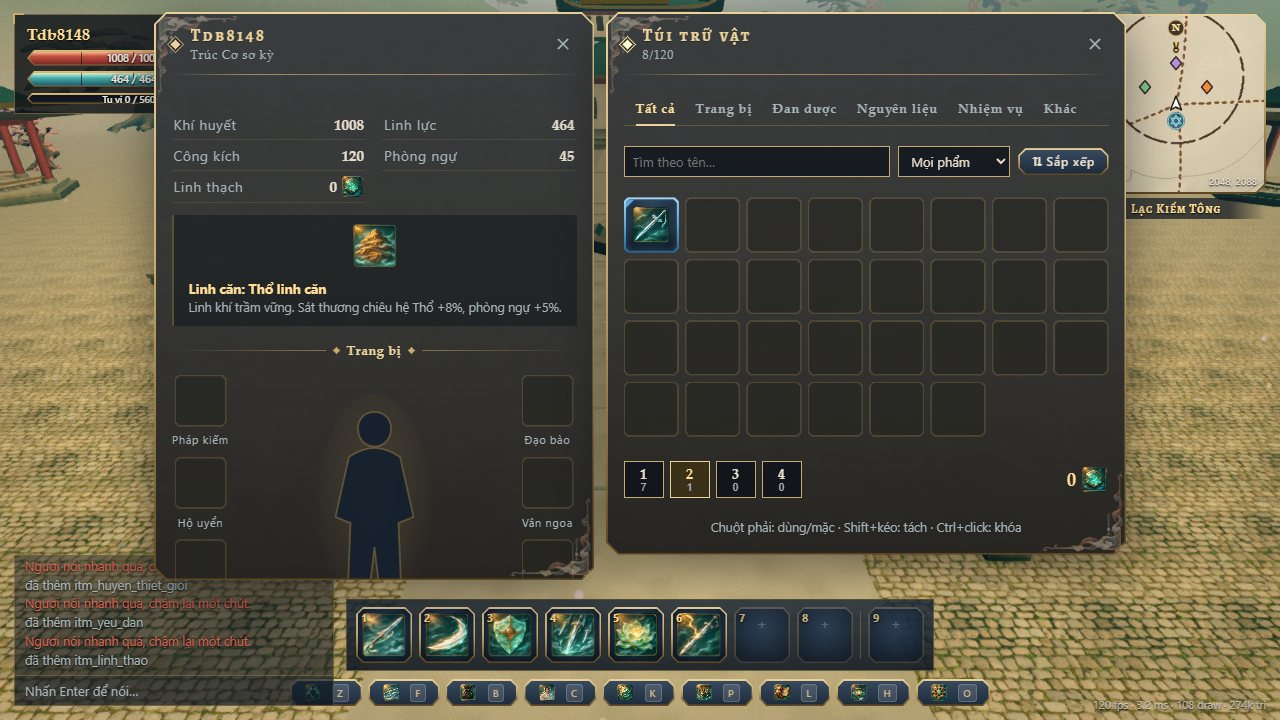 Tdb8148
1008 / 100
464 / 464
Tu vi 0 / 560
Tdb8148
Trúc Cơ sơ kỳ
Khí huyết 1008 Linh lực 464
Công kích 120 Phòng ngự 45
Linh thạch 0
Linh căn: Thổ linh căn
Linh khí trầm vững. Sát thương chiêu hệ Thổ +8%, phòng ngự +5%.
Trang bị
Pháp kiếm Đạo bào
Hộ uyển Vân ngoa
Túi trữ vật
8/120
Tất cả Trang bị Đan dược Nguyên liệu Nhiệm vụ Khác
Tìm theo tên... Mọi phẩm Sắp xếp
1 2 3 4
7 1 0 0
0
Chuột phải: dùng/mặc · Shift+kéo: tách · Ctrl+click: khóa
N
2048, 2088
Lạc Kiếm Tông
Ngươi nói nhanh quá, c
đã thêm itm_huyen_thiet_gioi
Ngươi nói nhanh quá, chậm lại một chút.
đã thêm itm_yeu_dan
Ngươi nói nhanh quá, chậm lại một chút.
đã thêm itm_linh_thao
Nhấn Enter để nói...
1 2 3 4 5 6 7 8 9
+ + +
Z F B C K P L H O
120 fps · 3.2 ms · 108 draw · 274k tri